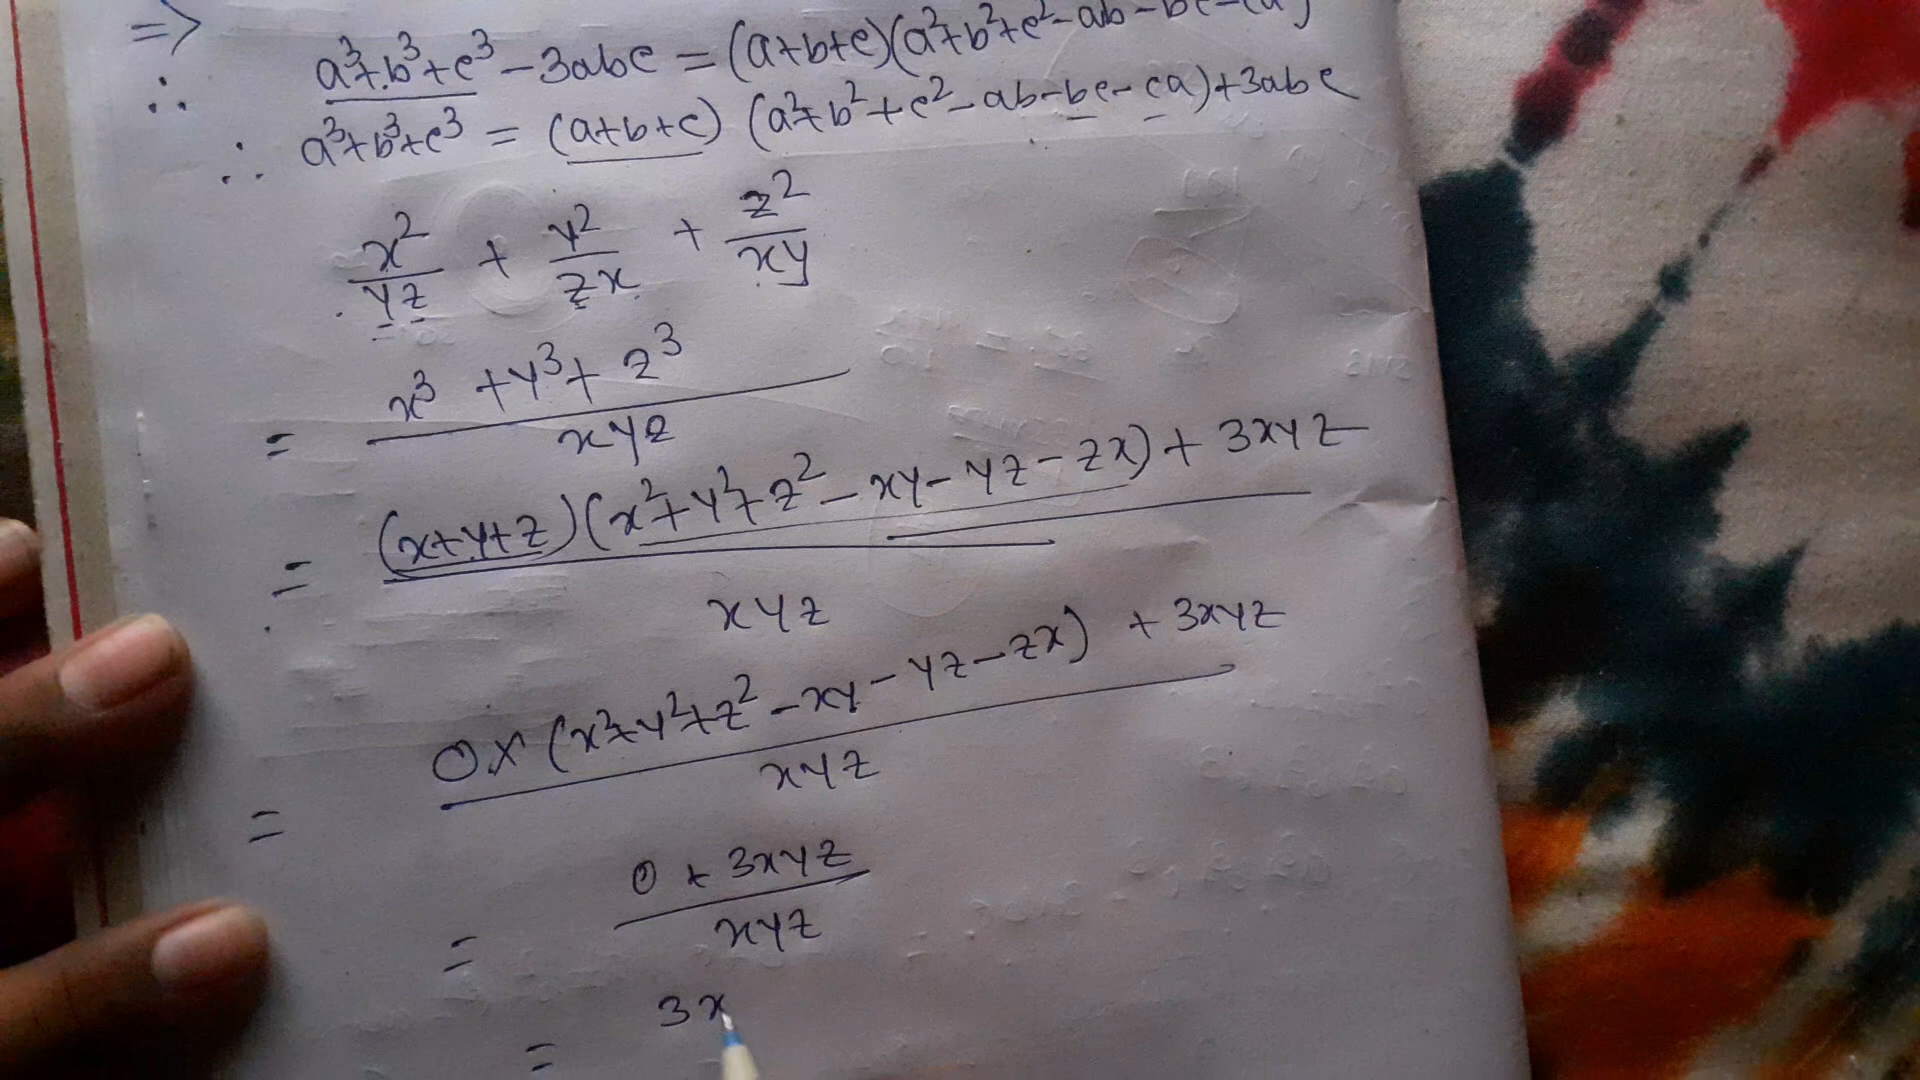 =>
∴ a³+b³+c³-3abc = (a+b+c)(a²+b²+c²-ab-bc-ca)
∴ a³+b³+c³ = (a+b+c) (a²+b²+c²-ab-bc-ca)+3abc
x²/yz + y²/zx + z²/xy
= x³+y³+z³/xyz
= (x+y+z)(x²+y²+z²-xy-yz-zx)+3xyz/xyz
= 0×(x²+y²+z²-xy-yz-zx)+3xyz/xyz
= 0+3xyz/xyz
= 3x